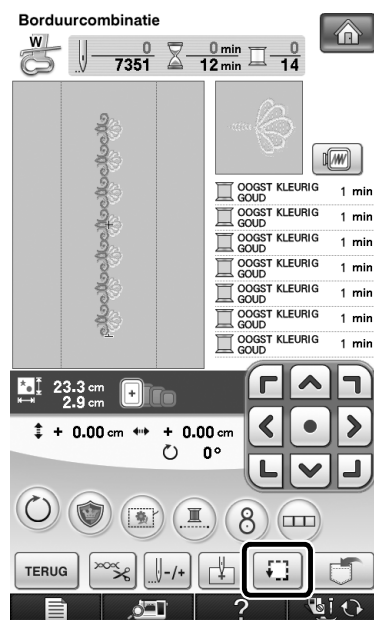 Borduurcombinatie
W
0 0 min 0
7351 12 min 14
OOGST KLEURIG GOUD 1 min
OOGST KLEURIG GOUD 1 min
OOGST KLEURIG GOUD 1 min
OOGST KLEURIG GOUD 1 min
OOGST KLEURIG GOUD 1 min
OOGST KLEURIG GOUD 1 min
OOGST KLEURIG GOUD 1 min
23.3 cm
2.9 cm
+ 0.00 cm + 0.00 cm
0°
8
TERUG -/+
? i